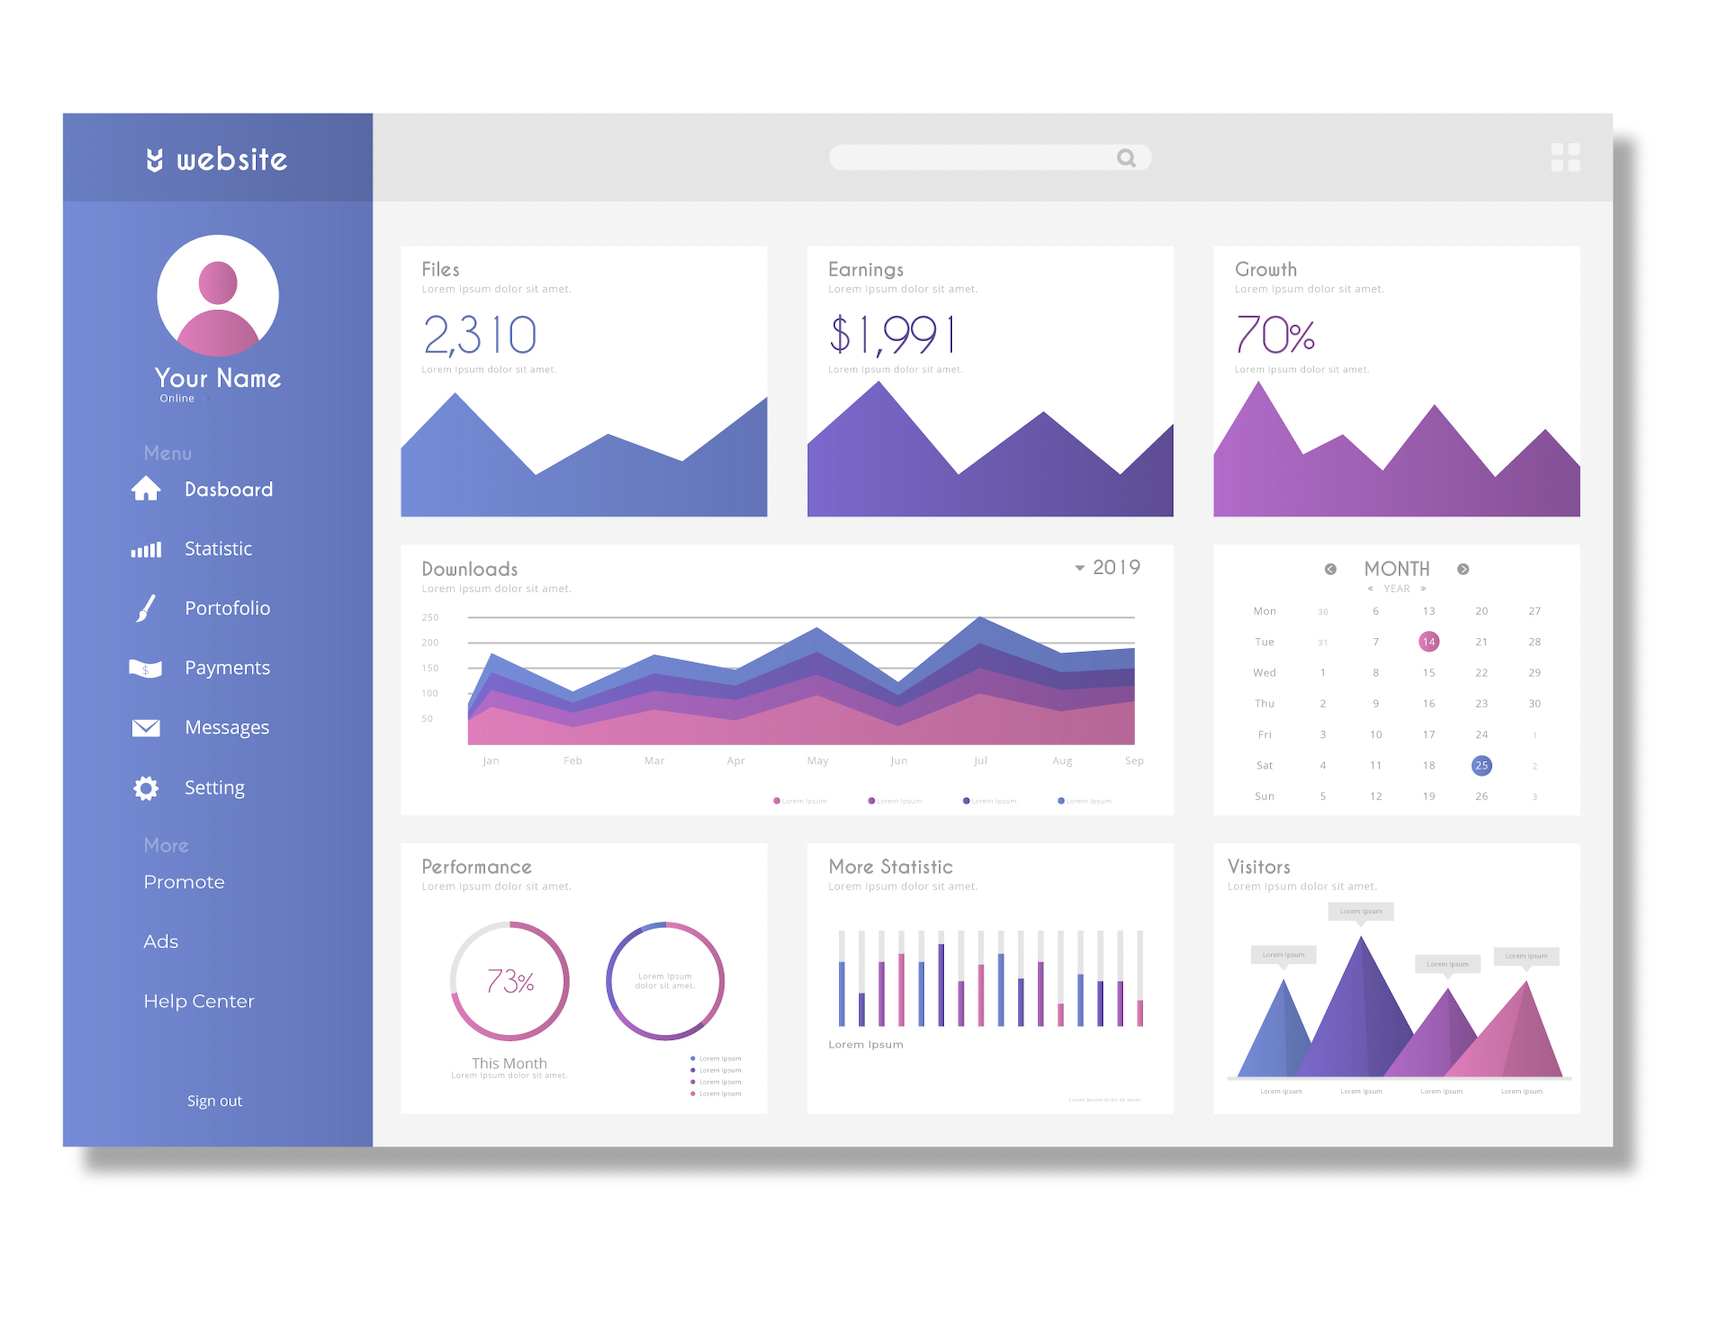 website
Your Name
Online
Menu
Dasboard
Statistic
Portofolio
Payments
$
Messages
Setting
More
Promote
Ads
Help Center
Sign out
Files
Lorem Ipsum dolor sit amet.
2,310
Lorem Ipsum dolor sit amet.
Earnings
Lorem Ipsum dolor sit amet.
$1,991
Lorem Ipsum dolor sit amet.
Growth
Lorem Ipsum dolor sit amet.
70%
Lorem Ipsum dolor sit amet.
Downloads
Lorem Ipsum dolor sit amet.
2019
250
200
150
100
50
Jan Feb Mar Apr May Jun Jul Aug Sep
Lorem Ipsum Lorem Ipsum Lorem Ipsum Lorem Ipsum
MONTH
« YEAR »
Mon 30 6 13 20 27
Tue 31 7 14 21 28
Wed 1 8 15 22 29
Thu 2 9 16 23 30
Fri 3 10 17 24 1
Sat 4 11 18 25 2
Sun 5 12 19 26 3
Performance
Lorem Ipsum dolor sit amet.
73%
This Month
Lorem Ipsum dolor sit amet.
Lorem Ipsum
dolor sit amet.
Lorem Ipsum
Lorem Ipsum
Lorem Ipsum
Lorem Ipsum
More Statistic
Lorem Ipsum dolor sit amet.
Lorem Ipsum
Lorem Ipsum dolor sit amet
Visitors
Lorem Ipsum dolor sit amet.
Lorem Ipsum
Lorem Ipsum
Lorem Ipsum
Lorem Ipsum
Lorem Ipsum Lorem Ipsum Lorem Ipsum Lorem Ipsum